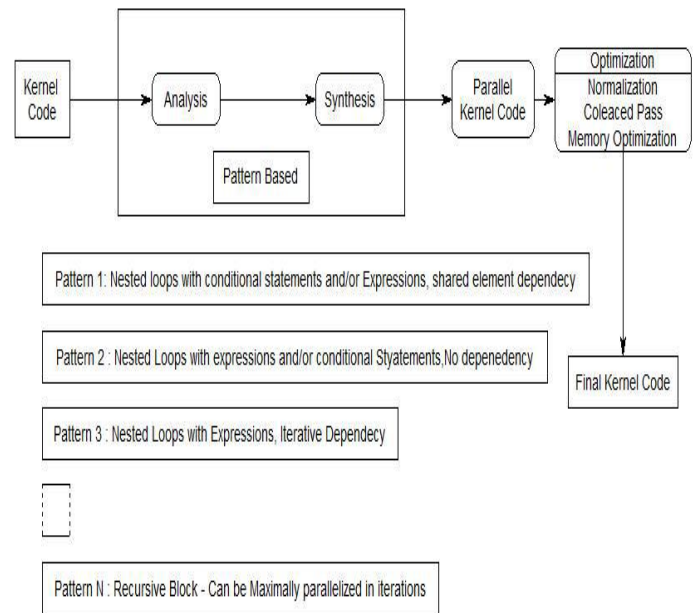 Kernel
Code
Analysis
Synthesis
Pattern Based
Parallel
Kernel Code
Optimization
Normalization
Coleaced Pass
Memory Optimization
Pattern 1: Nested loops with conditional statements and/or Expressions, shared element dependecy
Pattern 2 : Nested Loops with expressions and/or conditional Styatements,No depenedency
Final Kernel Code
Pattern 3 : Nested Loops with Expressions, Iterative Dependecy
Pattern N : Recursive Block - Can be Maximally parallelized in iterations